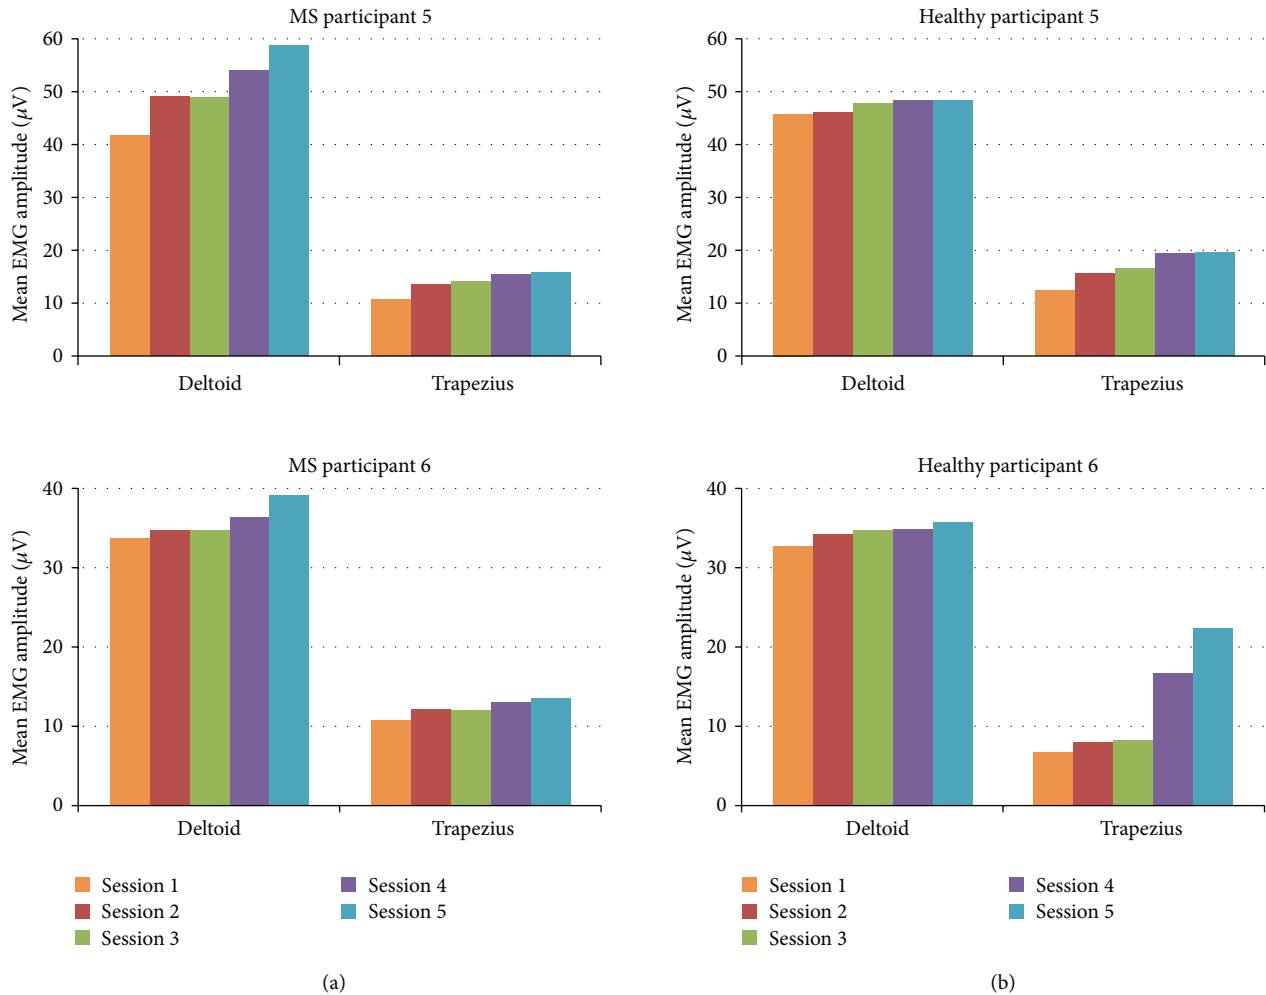 MS participant 5
Mean EMG amplitude (μV)
60
50
40
30
20
10
0
Deltoid
Trapezius
Healthy participant 5
Mean EMG amplitude (μV)
60
50
40
30
20
10
0
Deltoid
Trapezius
MS participant 6
Mean EMG amplitude (μV)
40
30
20
10
0
Deltoid
Trapezius
Healthy participant 6
Mean EMG amplitude (μV)
40
30
20
10
0
Deltoid
Trapezius
Session 1
Session 2
Session 3
Session 4
Session 5
(a)
Session 1
Session 2
Session 3
Session 4
Session 5
(b)